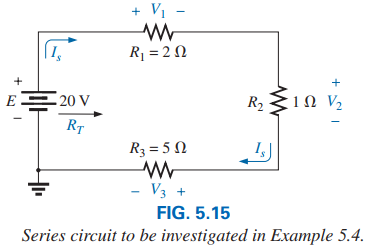 + V₁ −
Iₛ
R₁ = 2 Ω
+
E
20 V
−
R_T
R₂
1 Ω
+
V₂
−
R₃ = 5 Ω
Iₛ
− V₃ +
FIG. 5.15
Series circuit to be investigated in Example 5.4.